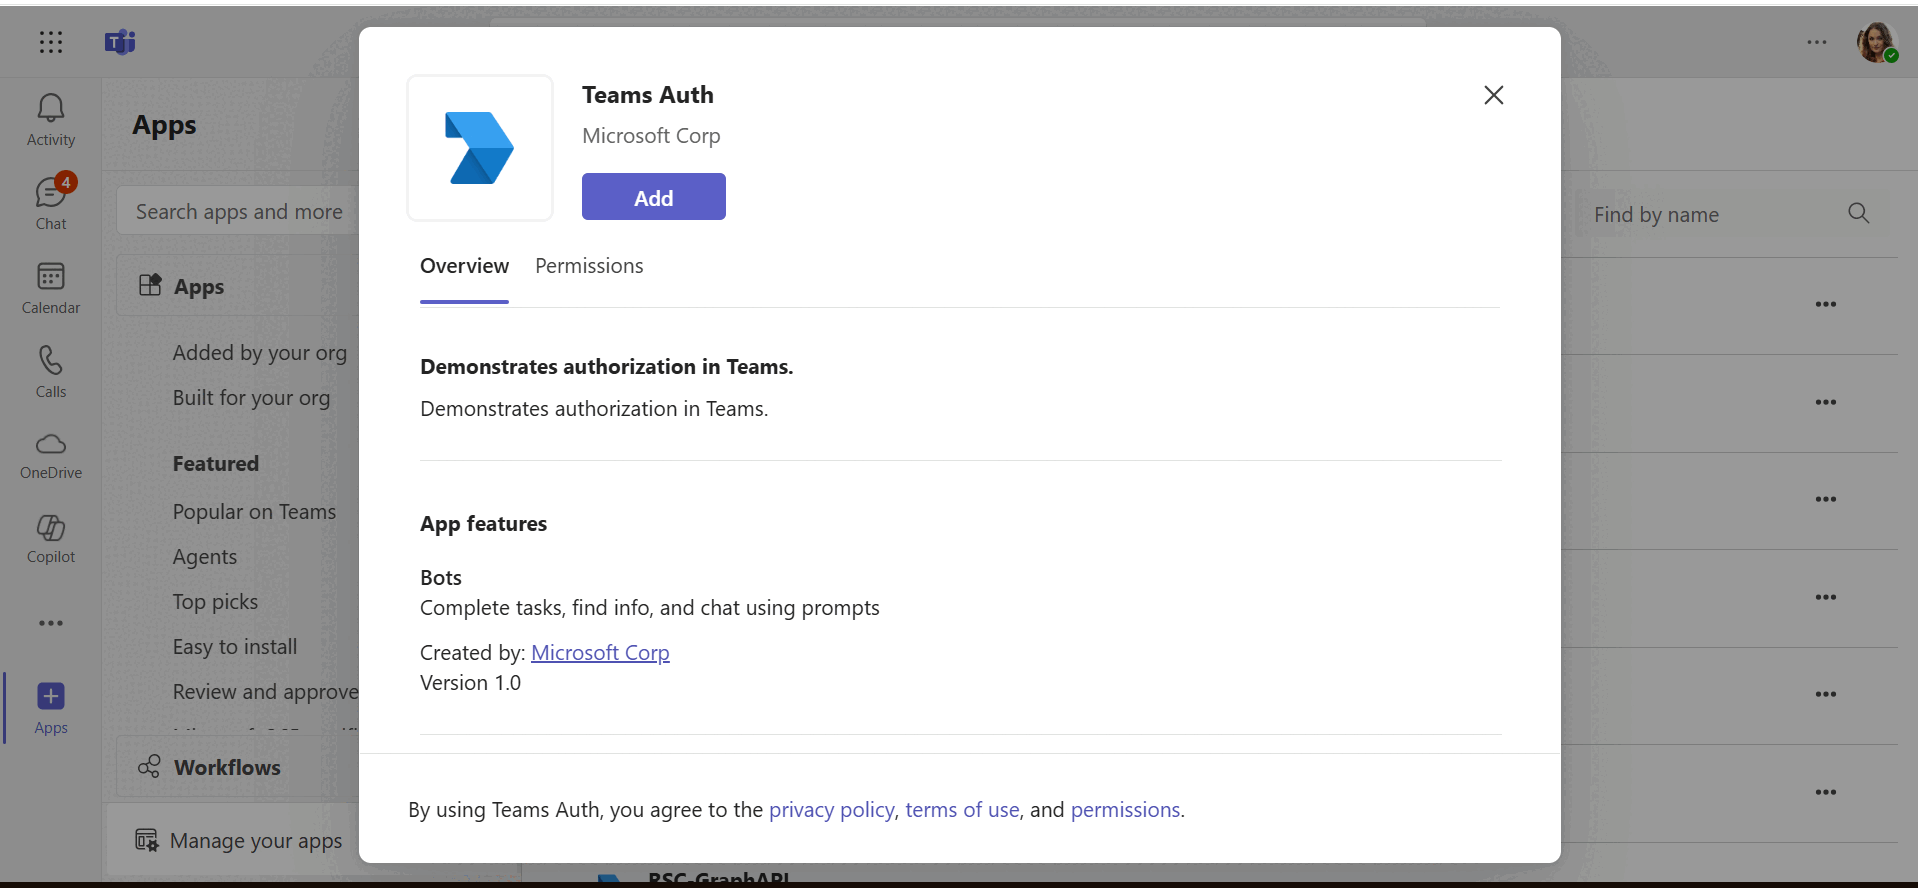 Activity
4
Chat
Calendar
Calls
OneDrive
Copilot
Apps
Apps
Search apps and more
Apps
Added by your org
Built for your org
Featured
Popular on Teams
Agents
Top picks
Easy to install
Review and approve
Workflows
Manage your apps
Teams Auth
Microsoft Corp
Add
Overview Permissions
Demonstrates authorization in Teams.
Demonstrates authorization in Teams.
App features
Bots
Complete tasks, find info, and chat using prompts
Created by: Microsoft Corp
Version 1.0
By using Teams Auth, you agree to the privacy policy, terms of use, and permissions.
Find by name
RSC-GraphAPI